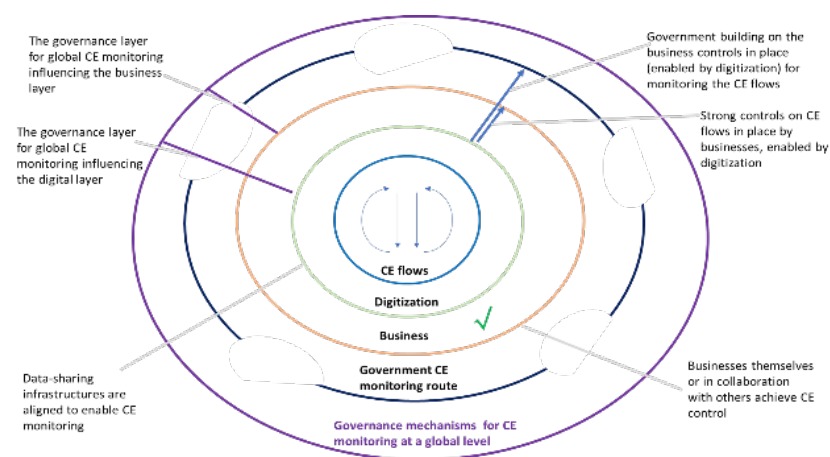 The governance layer
for global CE monitoring
influencing the business
layer
The governance layer
for global CE
monitoring influencing
the digital layer
Data-sharing
infrastructures are
aligned to enable CE
monitoring
CE flows
Digitization
Business
Government CE
monitoring route
Governance mechanisms for CE
monitoring at a global level
Government building on the
business controls in place
(enabled by digitization) for
monitoring the CE flows
Strong controls on CE
flows in place by
businesses, enabled by
digitization
Businesses themselves
or in collaboration
with others achieve CE
control